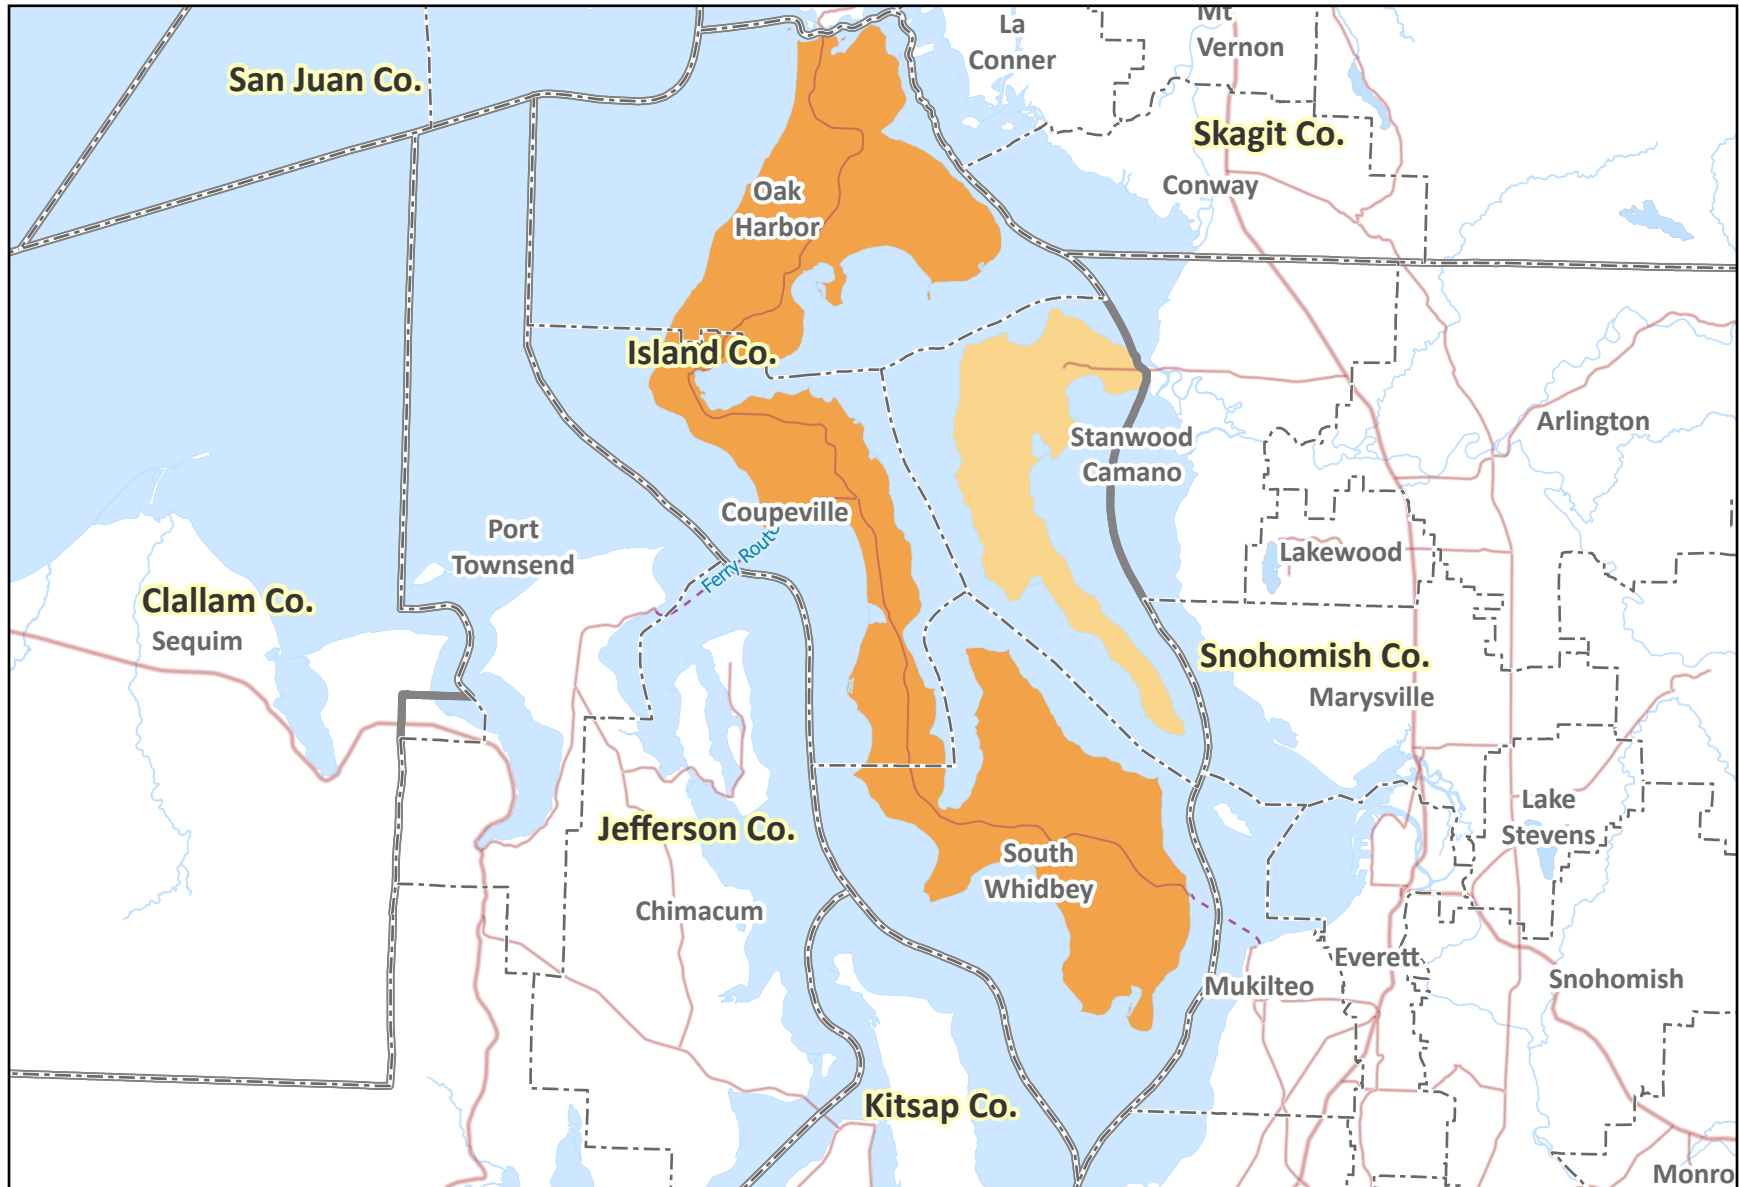 La
Conner
Mt
Vernon
San Juan Co.
Skagit Co.
Conway
Oak
Harbor
Island Co.
Stanwood
Camano
Arlington
Coupeville
Port
Townsend
Ferry Route
Lakewood
Clallam Co.
Sequim
Snohomish Co.
Marysville
Jefferson Co.
Lake
Stevens
South
Whidbey
Chimacum
Everett
Mukilteo
Snohomish
Kitsap Co.
Monro